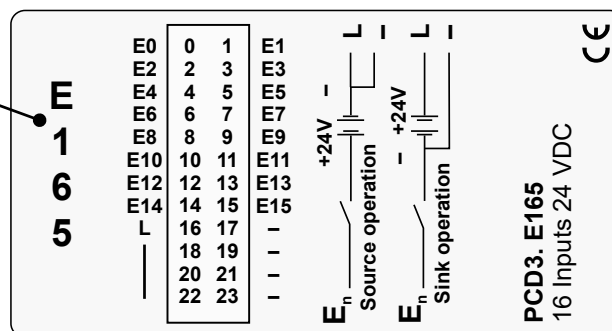 E
1
6
5
E0 0 1 E1
E2 2 3 E3
E4 4 5 E5
E6 6 7 E7
E8 8 9 E9
E10 10 11 E11
E12 12 13 E13
E14 14 15 E15
L 16 17 –
18 19 –
20 21 –
22 23 –
L –
+24V –
En
Source operation
L –
– +24V
En
Sink operation
PCD3. E165
16 Inputs 24 VDC
CE